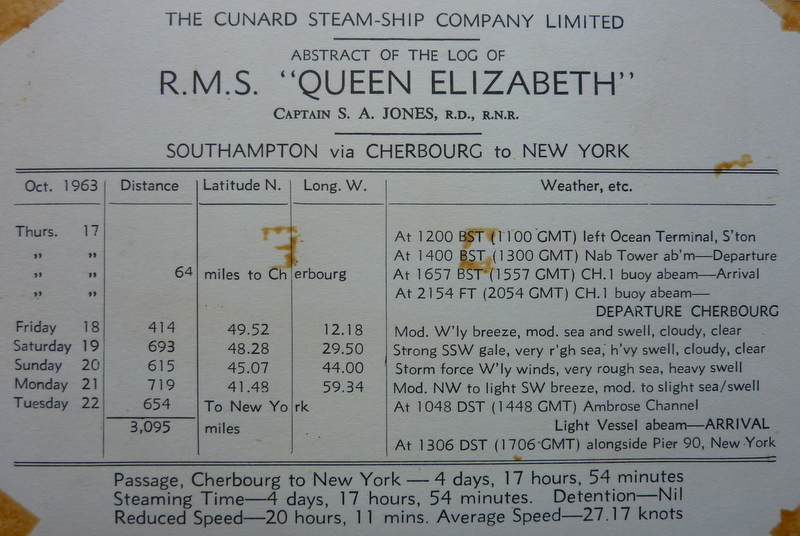 THE CUNARD STEAM-SHIP COMPANY LIMITED
ABSTRACT OF THE LOG OF
R.M.S. “QUEEN ELIZABETH”
CAPTAIN S. A. JONES, R.D., R.N.R.
SOUTHAMPTON via CHERBOURG to NEW YORK
Oct. 1963 Distance Latitude N. Long. W. Weather, etc.
Thurs. 17 At 1200 BST (1100 GMT) left Ocean Terminal, S'ton
„ „ At 1400 BST (1300 GMT) Nab Tower ab'm—Departure
„ „ 64 miles to Cherbourg At 1657 BST (1557 GMT) CH.1 buoy abeam—Arrival
„ „ At 2154 FT (2054 GMT) CH.1 buoy abeam—
DEPARTURE CHERBOURG
Friday 18 414 49.52 12.18 Mod. W'ly breeze, mod. sea and swell, cloudy, clear
Saturday 19 693 48.28 29.50 Strong SSW gale, very r'gh sea, h'vy swell, cloudy, clear
Sunday 20 615 45.07 44.00 Storm force W'ly winds, very rough sea, heavy swell
Monday 21 719 41.48 59.34 Mod. NW to light SW breeze, mod. to slight sea/swell
Tuesday 22 654 To New York At 1048 DST (1448 GMT) Ambrose Channel
3,095 miles Light Vessel abeam—ARRIVAL
At 1306 DST (1706 GMT) alongside Pier 90, New York
Passage, Cherbourg to New York — 4 days, 17 hours, 54 minutes
Steaming Time—4 days, 17 hours, 54 minutes. Detention—Nil
Reduced Speed—20 hours, 11 mins. Average Speed—27.17 knots